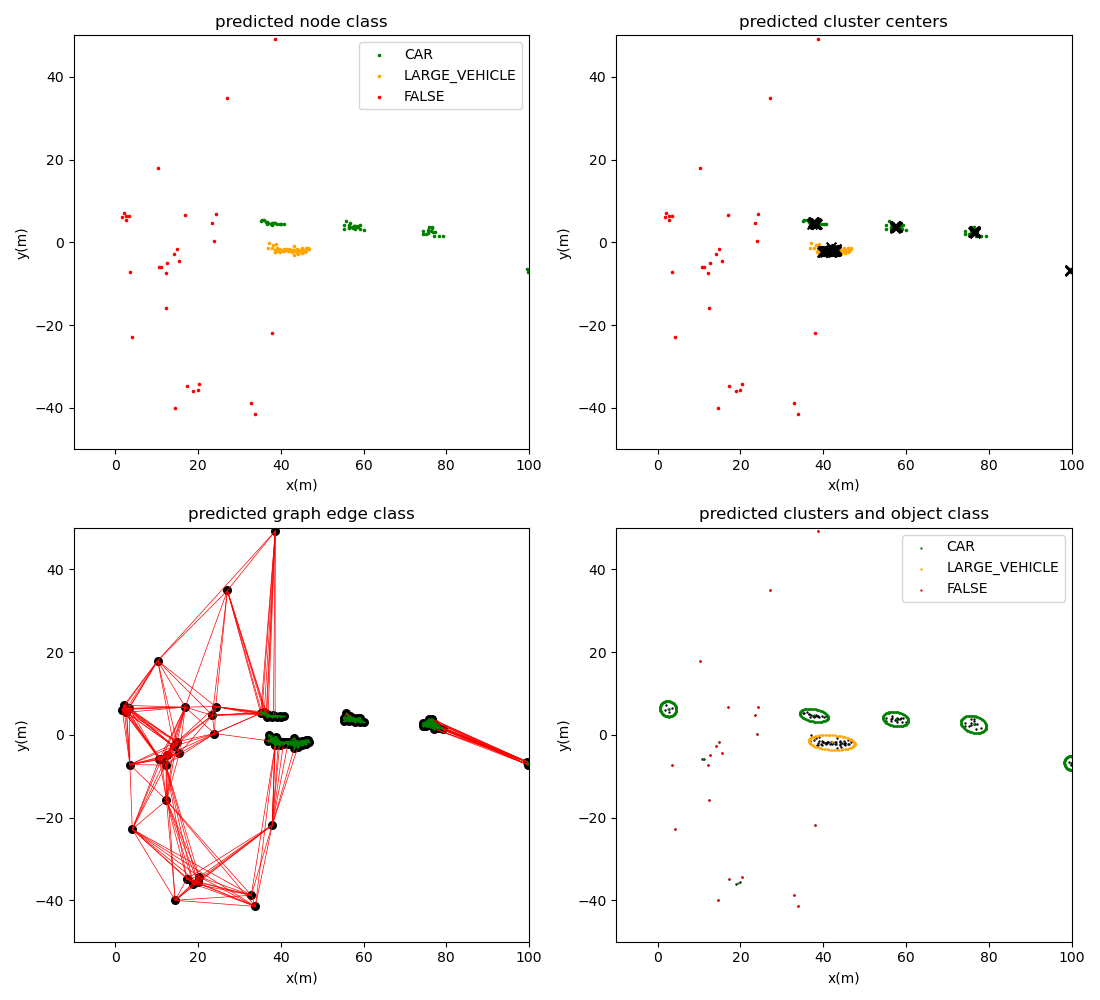 predicted node class
CAR
LARGE_VEHICLE
FALSE
40
20
0
−20
−40
y(m)
0 20 40 60 80 100
x(m)
predicted cluster centers
40
20
0
−20
−40
y(m)
0 20 40 60 80 100
x(m)
predicted graph edge class
40
20
0
−20
−40
y(m)
0 20 40 60 80 100
x(m)
predicted clusters and object class
CAR
LARGE_VEHICLE
FALSE
40
20
0
−20
−40
y(m)
0 20 40 60 80 100
x(m)